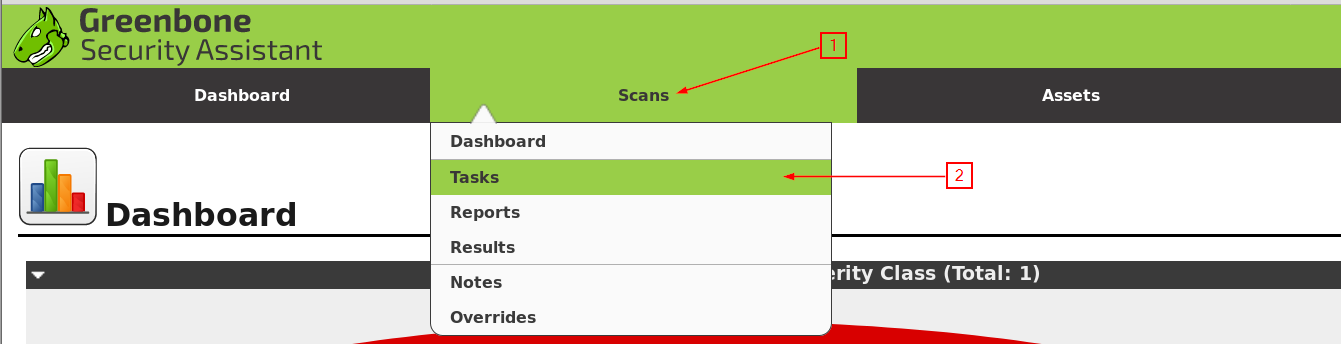 Greenbone
Security Assistant
1
Dashboard Scans Assets
Dashboard
Tasks 2
Reports
Dashboard
Results
erity Class (Total: 1)
Notes
Overrides